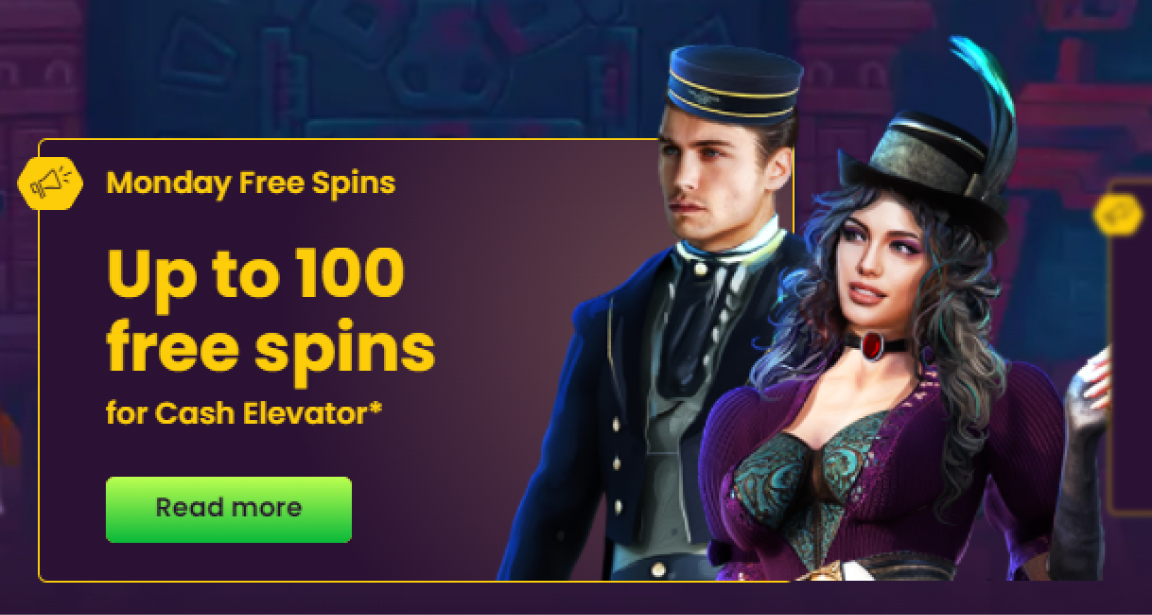 Monday Free Spins
Up to 100
free spins
for Cash Elevator*
Read more